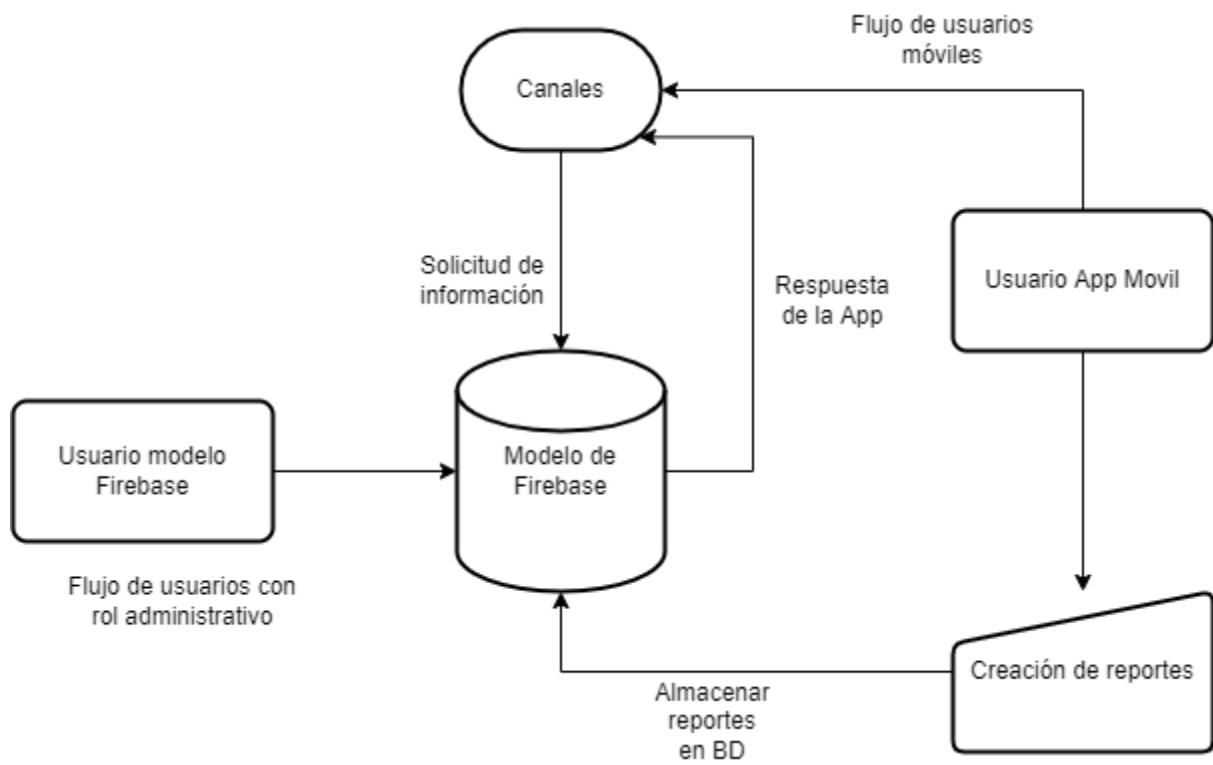 Flujo de usuarios
móviles
Canales
Solicitud de
información
Respuesta
de la App
Usuario App Movil
Usuario modelo
Firebase
Modelo de
Firebase
Flujo de usuarios con
rol administrativo
Creación de reportes
Almacenar
reportes
en BD